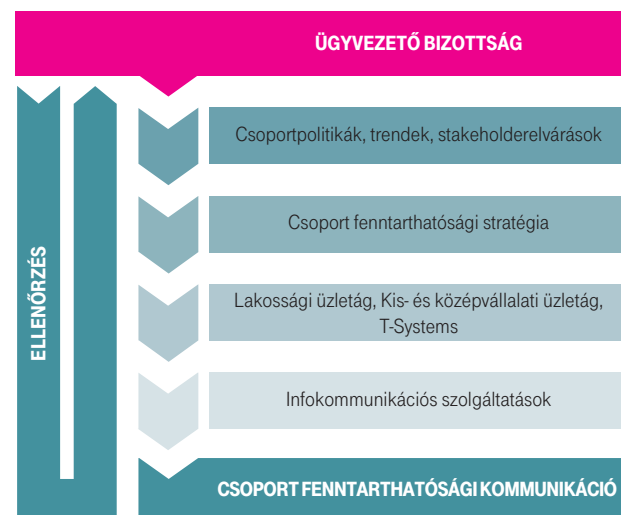 ÜGYVEZETŐ BIZOTTSÁG
Csoportpolitikák, trendek, stakeholderelvárások
Csoport fenntarthatósági stratégia
Lakossági üzletág, Kis- és középvállalati üzletág,
T-Systems
Infokommunikációs szolgáltatások
CSOPORT FENNTARTHATÓSÁGI KOMMUNIKÁCIÓ
ELLENŐRZÉS